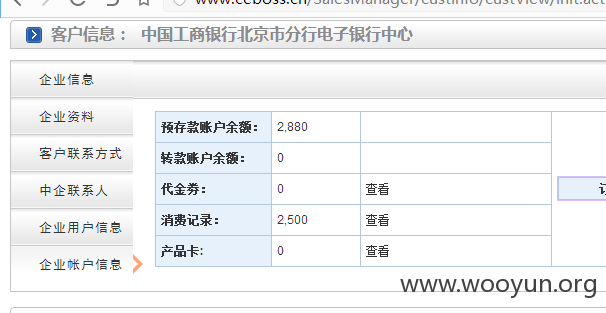 www.ceboss.cn/SalesManager/custinfo/custView/init.act
客户信息： 中国工商银行北京市分行电子银行中心
企业信息
企业资料
客户联系方式
中企联系人
企业用户信息
企业帐户信息
预存款账户余额： 2,880
转款账户余额： 0
代金券： 0 查看
消费记录： 2,500 查看
产品卡: 0 查看
www.wooyun.org